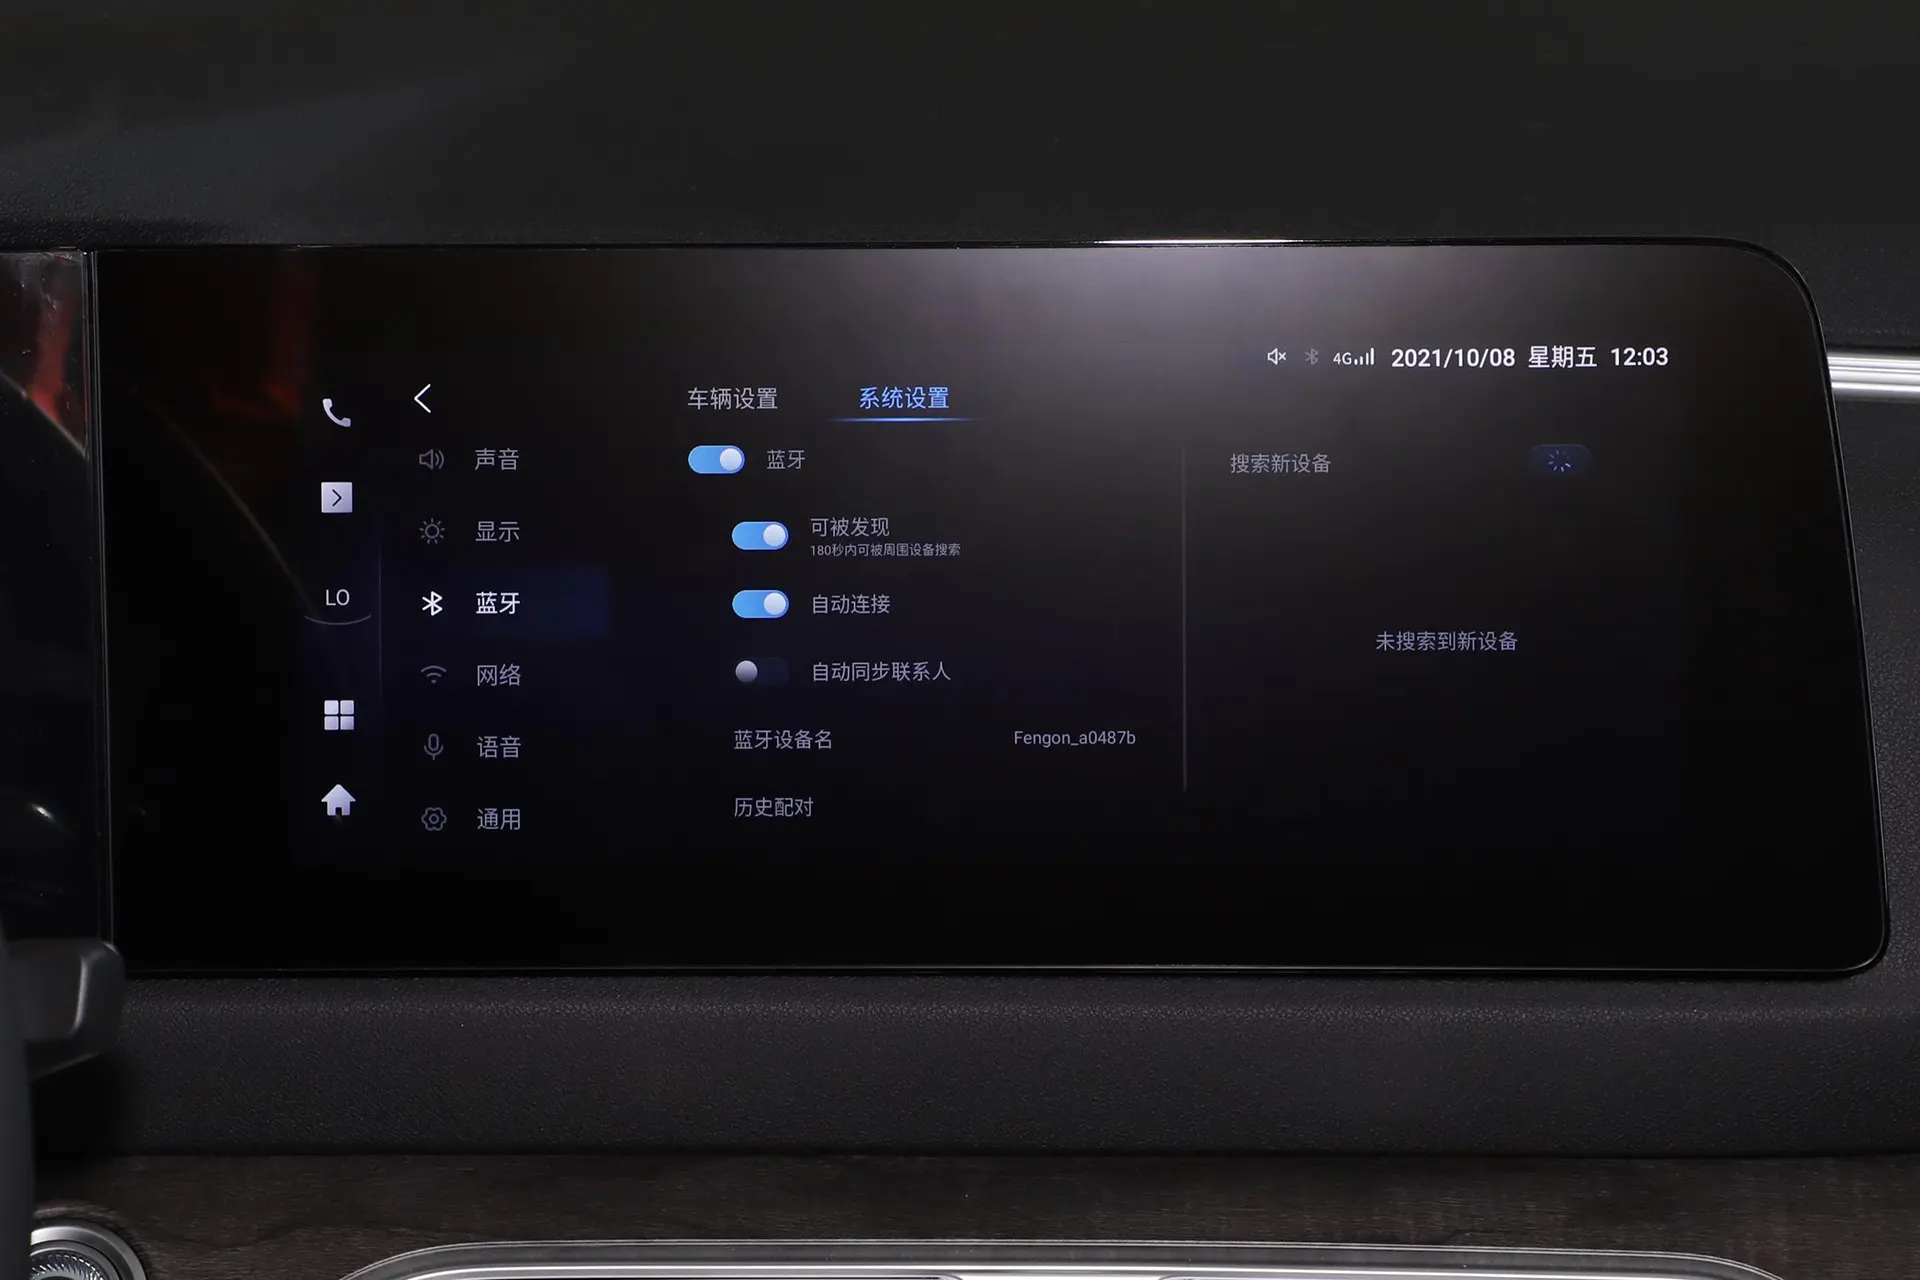 4G 2021/10/08 星期五 12:03
车辆设置 系统设置
声音
显示
LO
蓝牙
网络
语音
通用
蓝牙
可被发现
180秒内可被周围设备搜索
自动连接
自动同步联系人
蓝牙设备名 Fengon_a0487b
历史配对
搜索新设备
未搜索到新设备